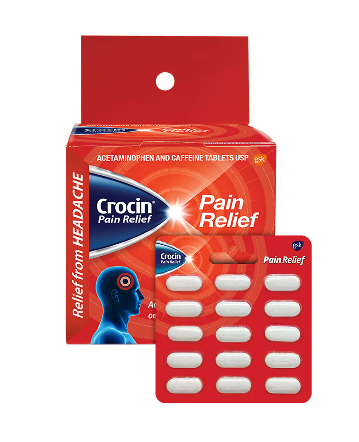 ACETAMINOPHEN AND CAFFEINE TABLETS USP
gsk
Relief from HEADACHE
Crocin®
Pain Relief
Pain
Relief
gsk
Pain Relief
Crocin
Pain Relief